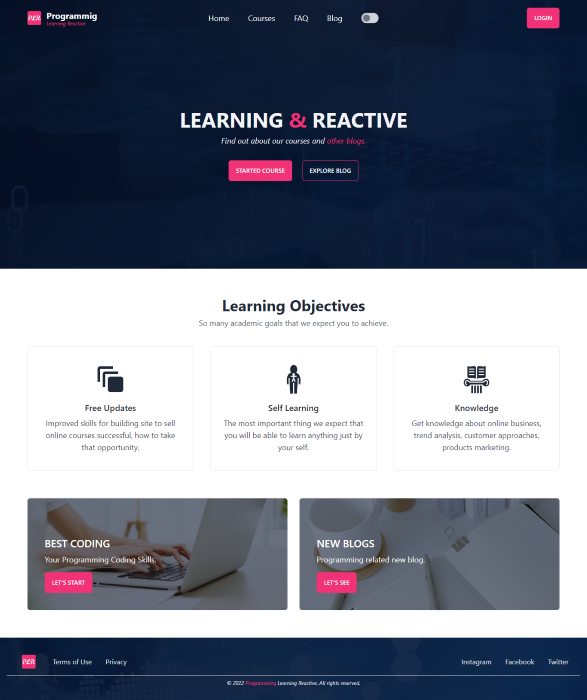 PER
Programmig
Learning Reactive
Home
Courses
FAQ
Blog
LOGIN
LEARNING & REACTIVE
Find out about our courses and other blogs.
STARTED COURSE
EXPLORE BLOG
Learning Objectives
So many academic goals that we expect you to achieve.
Free Updates
Improved skills for building site to sell
online courses successful, how to take
that opportunity.
Self Learning
The most important thing we expect that
you will be able to learn anything just by
your self.
Knowledge
Get knowledge about online business,
trend analysis, customer approaches,
products marketing.
BEST CODING
Your Programming Coding Skills.
LET'S START
NEW BLOGS
Programming related new blog.
LET'S SEE
PER
Terms of Use
Privacy
Instagram
Facebook
Twitter
© 2022 Programming Learning Reactive. All rights reserved.